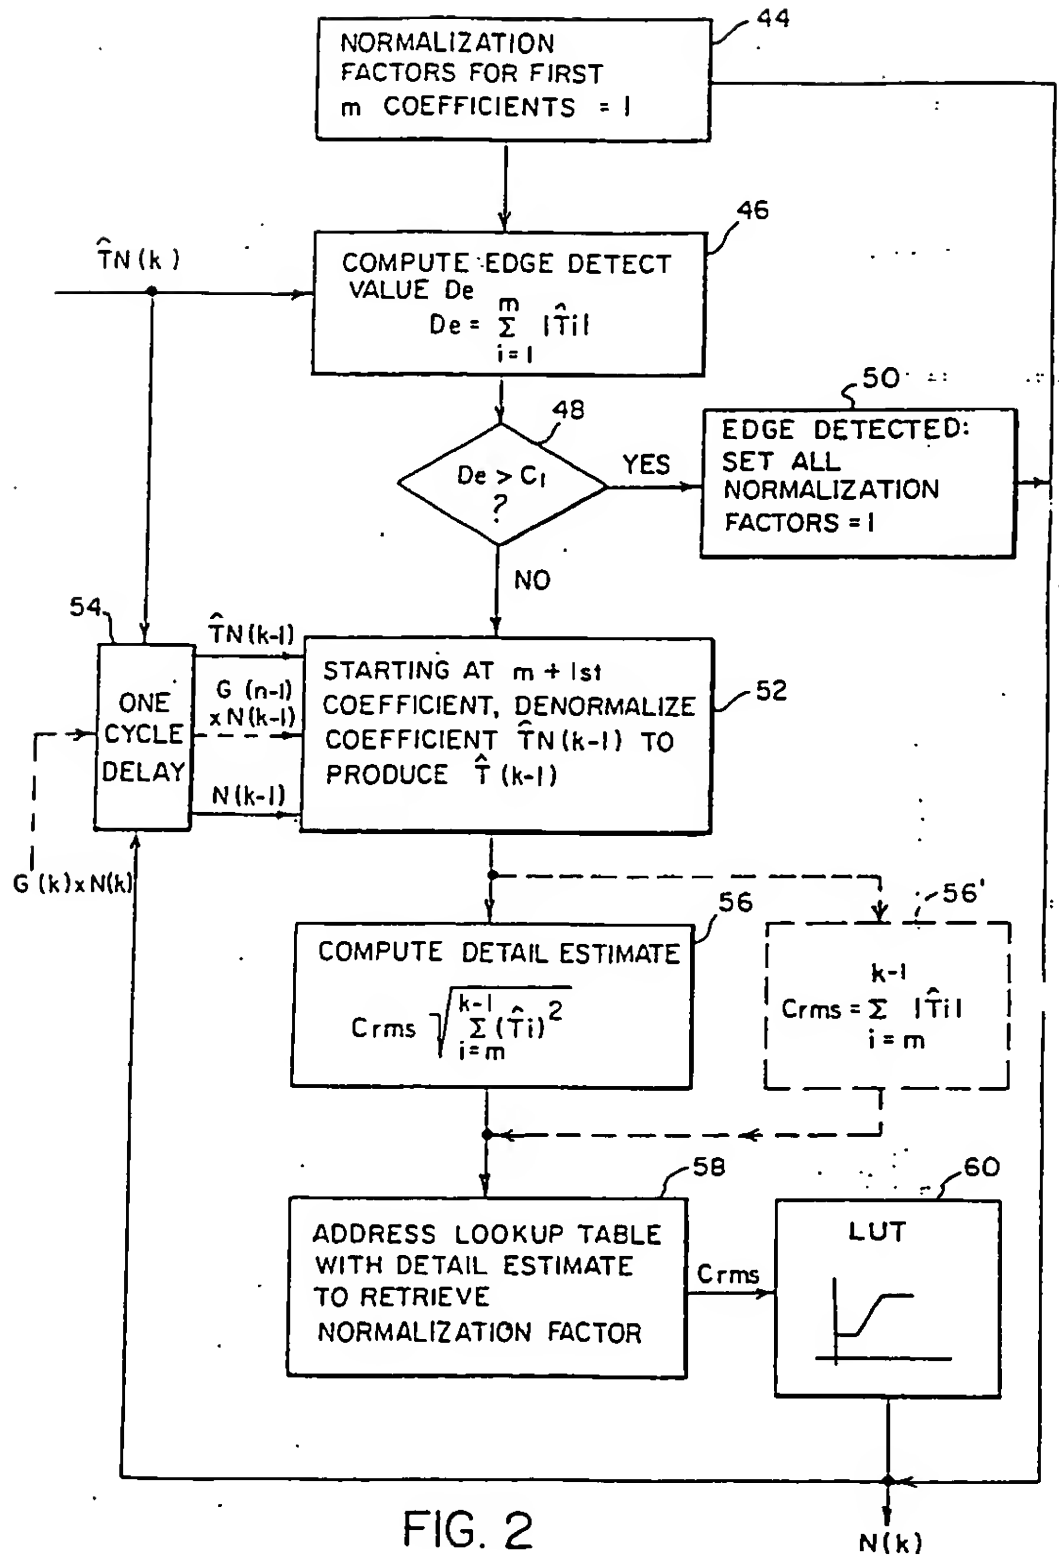 44
NORMALIZATION
FACTORS FOR FIRST
m COEFFICIENTS = 1
46
T̂N(k)
COMPUTE EDGE DETECT
VALUE De
De = Σ |T̂i|
m
i=1
50
48
De > C1
?
YES
EDGE DETECTED:
SET ALL
NORMALIZATION
FACTORS = 1
NO
54
T̂N(k-1)
G (n-1)
xN(k-1)
N(k-1)
ONE
CYCLE
DELAY
STARTING AT m + 1st
COEFFICIENT, DENORMALIZE
COEFFICIENT T̂N(k-1) TO
PRODUCE T̂(k-1)
52
G(k)xN(k)
56
56'
COMPUTE DETAIL ESTIMATE
k-1
Crms √Σ(T̂i)2
i=m
k-1
Crms = Σ |T̂i|
i=m
58
60
ADDRESS LOOKUP TABLE
WITH DETAIL ESTIMATE
TO RETRIEVE
NORMALIZATION FACTOR
Crms
LUT
FIG. 2
N(k)